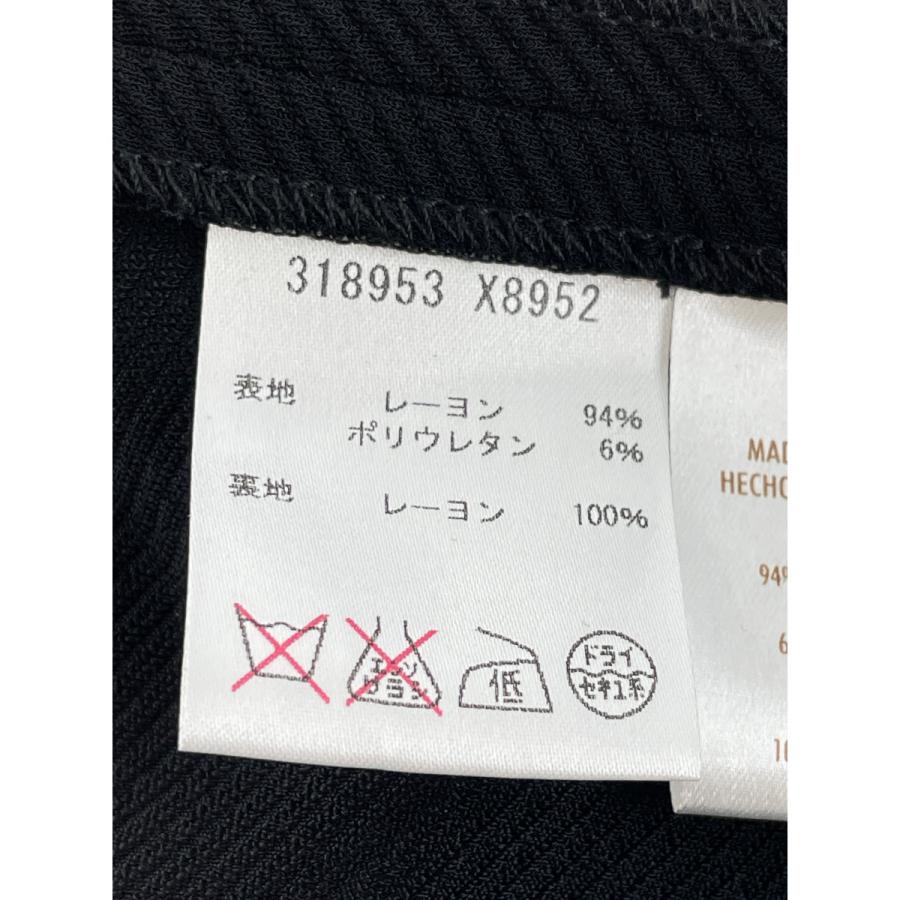 318953 X8952
表地 レーヨン 94%
ポリウレタン 6%
裏地 レーヨン 100%
エンソ
サラシ
低
ドライ
セキユ系
MAD
HECHO
94%
6
10